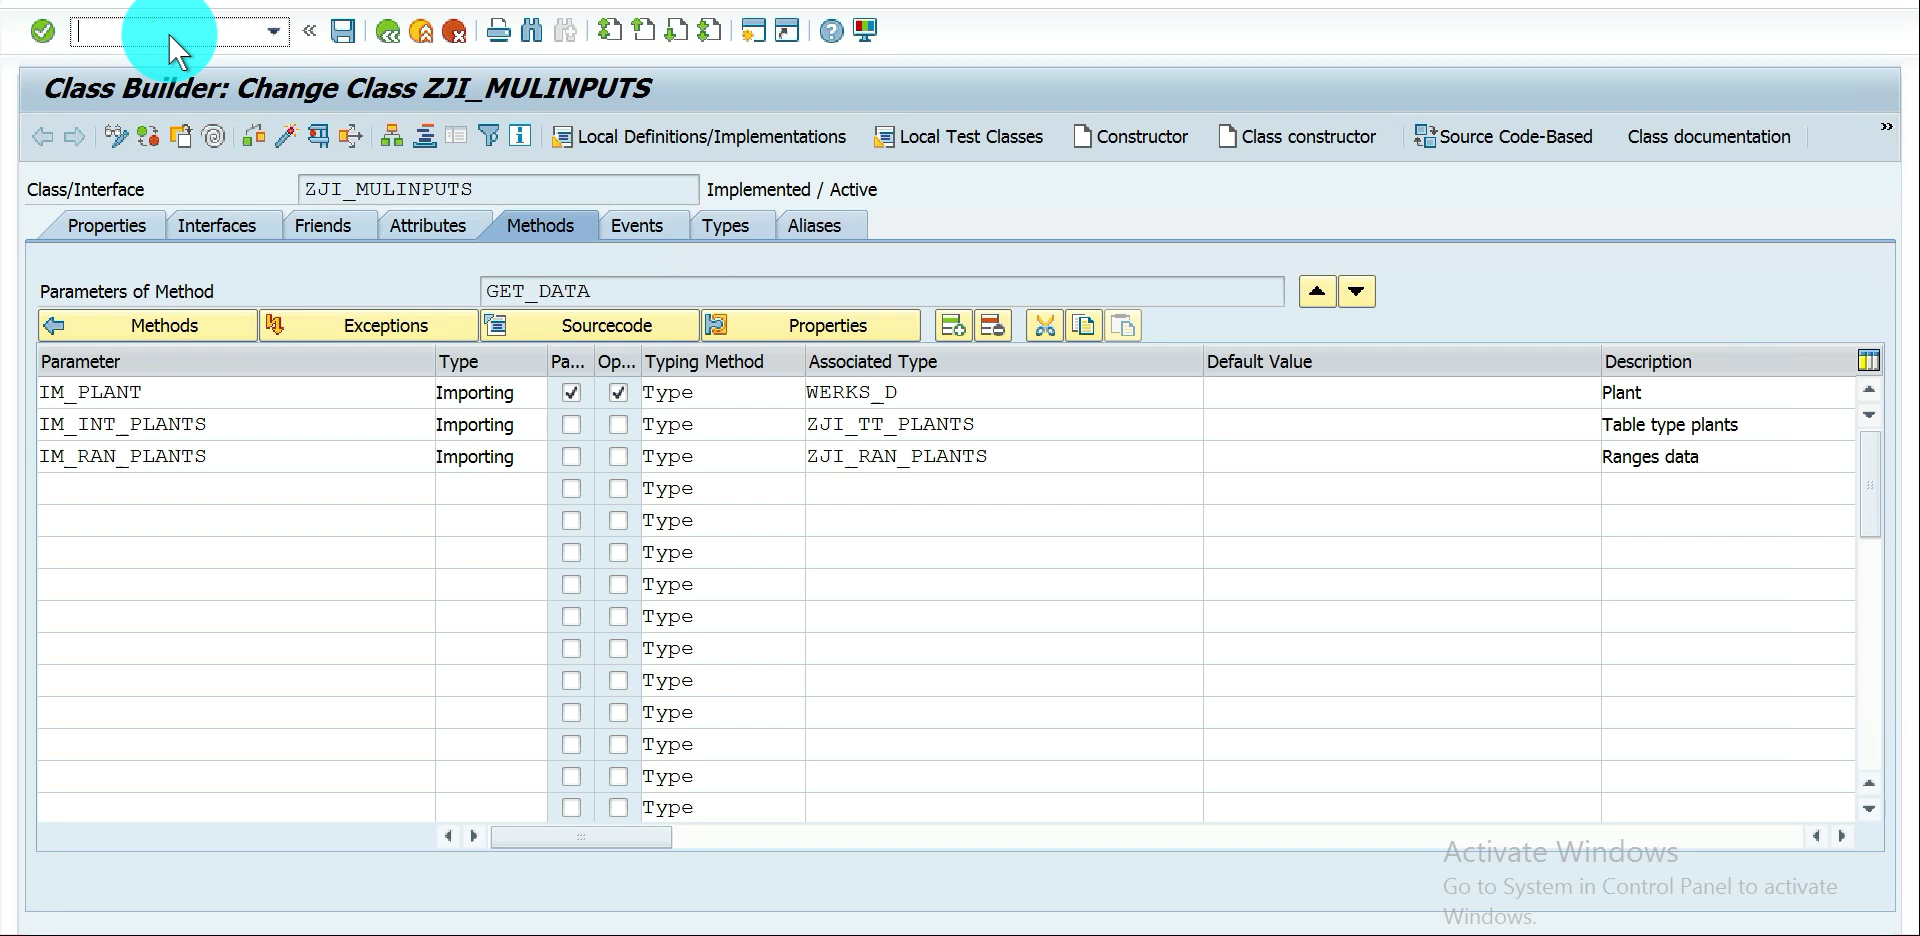 Class Builder: Change Class ZJI_MULINPUTS
Local Definitions/Implementations Local Test Classes Constructor Class constructor Source Code-Based Class documentation
Class/Interface ZJI_MULINPUTS Implemented / Active
Properties Interfaces Friends Attributes Methods Events Types Aliases
Parameters of Method GET_DATA
Methods Exceptions Sourcecode Properties
Parameter Type Pa... Op... Typing Method Associated Type Default Value Description
IM_PLANT Importing Type WERKS_D Plant
IM_INT_PLANTS Importing Type ZJI_TT_PLANTS Table type plants
IM_RAN_PLANTS Importing Type ZJI_RAN_PLANTS Ranges data
Type
Type
Type
Type
Type
Type
Type
Type
Type
Type
Type
Activate Windows
Go to System in Control Panel to activate
Windows.